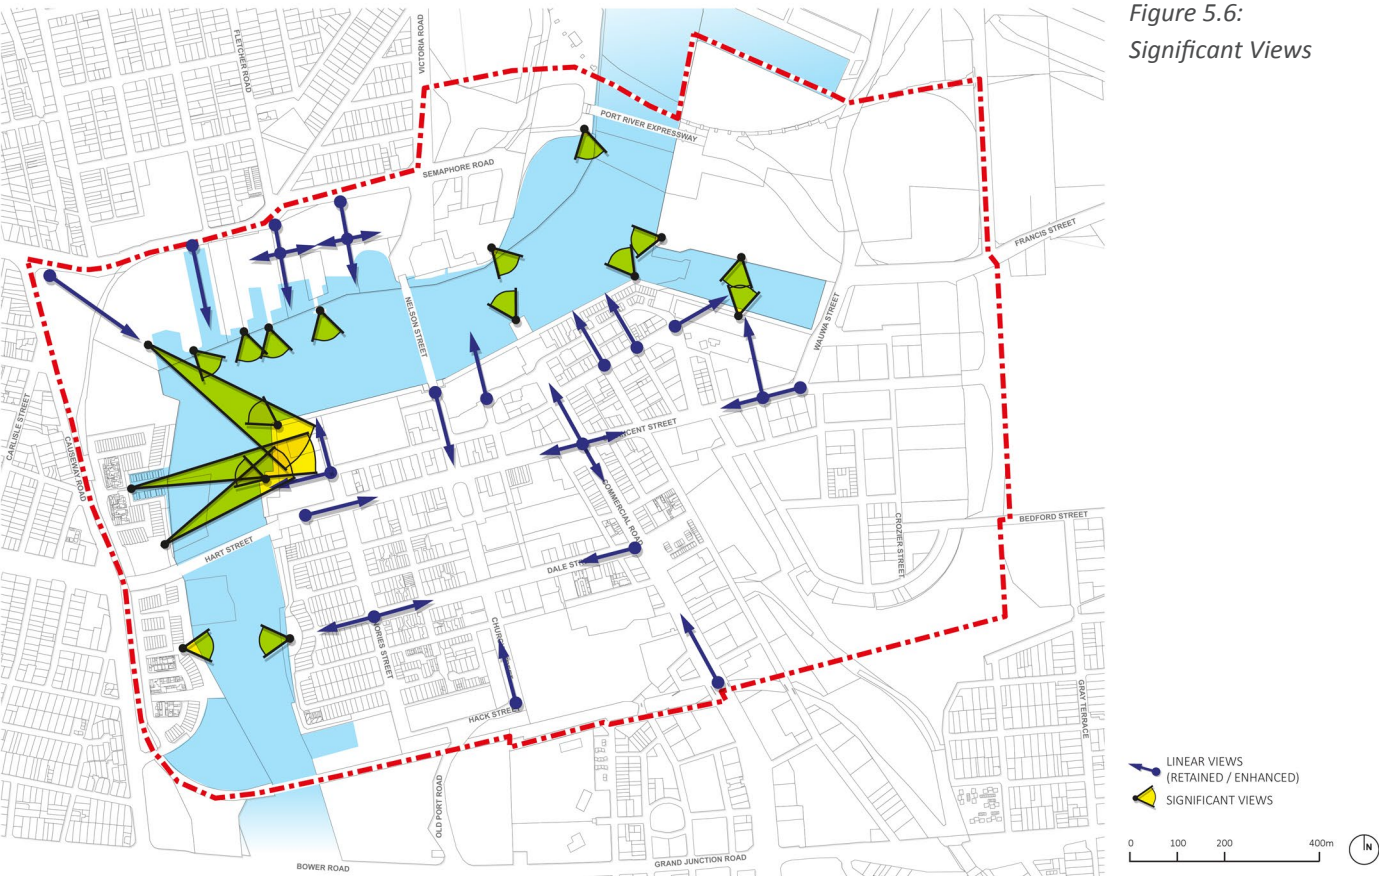 Figure 5.6:
Significant Views
FLETCHER ROAD
VICTORIA ROAD
PORT RIVER EXPRESSWAY
SEMAPHORE ROAD
FRANCIS STREET
NELSON STREET
WAUWA STREET
CARLISLE STREET
CAUSEWAY ROAD
COMMERCIAL ROAD
CROZIER STREET
BEDFORD STREET
HART STREET
DALE
HACK STREET
GRAY TERRACE
OLD PORT ROAD
GRAND JUNCTION ROAD
BOWER ROAD
LINEAR VIEWS
(RETAINED / ENHANCED)
SIGNIFICANT VIEWS
0 100 200 400m
N